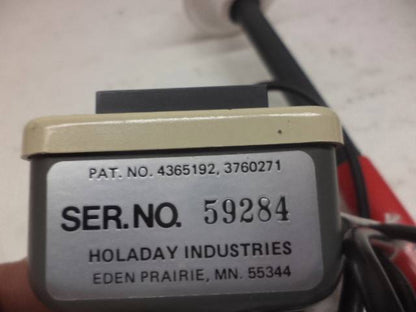 PAT. NO. 4365192, 3760271
SER.NO. 59284
HOLADAY INDUSTRIES
EDEN PRAIRIE, MN. 55344